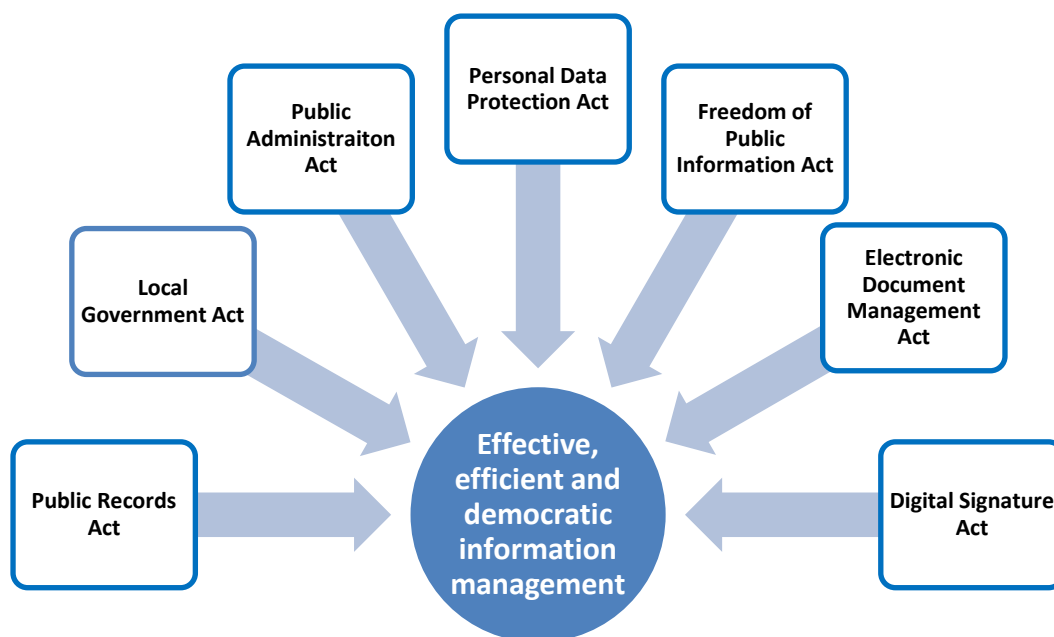 Personal Data
Protection Act
Public
Administraiton
Act
Freedom of
Public
Information Act
Local
Government Act
Electronic
Document
Management
Act
Public Records
Act
Effective,
efficient and
democratic
information
management
Digital Signature
Act